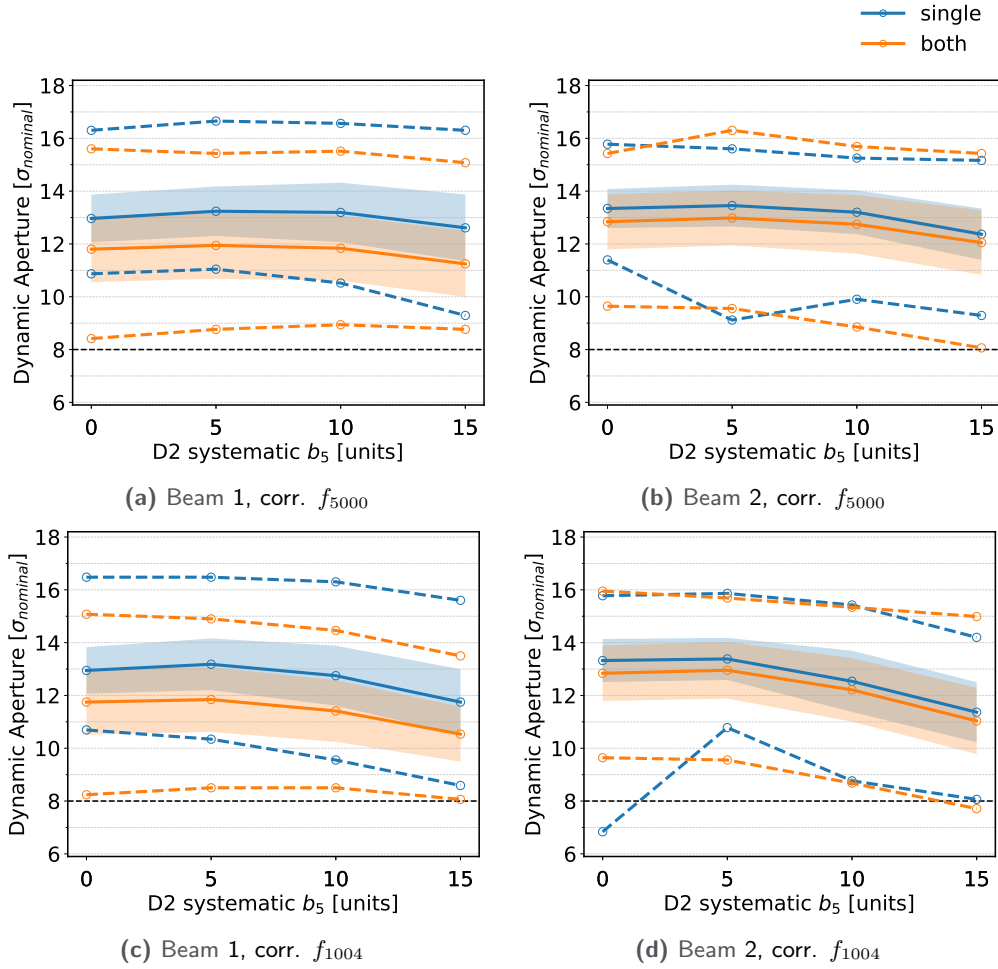 single
both
18
16
14
12
10
8
6
Dynamic Aperture [σnominal]
0 5 10 15
D2 systematic b5 [units]
(a) Beam 1, corr. f5000
18
16
14
12
10
8
6
Dynamic Aperture [σnominal]
0 5 10 15
D2 systematic b5 [units]
(b) Beam 2, corr. f5000
18
16
14
12
10
8
6
Dynamic Aperture [σnominal]
0 5 10 15
D2 systematic b5 [units]
(c) Beam 1, corr. f1004
18
16
14
12
10
8
6
Dynamic Aperture [σnominal]
0 5 10 15
D2 systematic b5 [units]
(d) Beam 2, corr. f1004